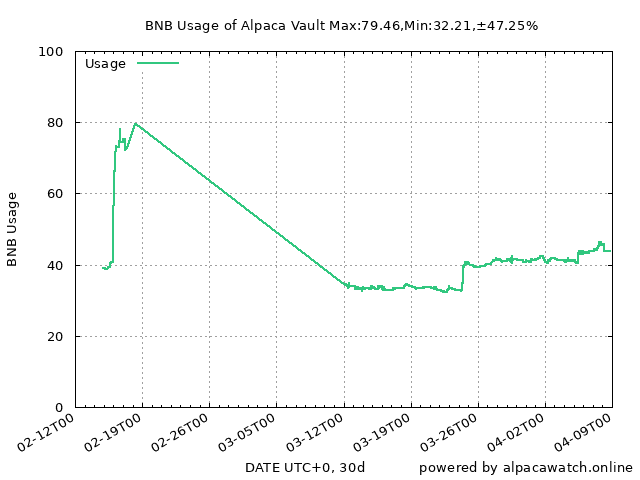 BNB Usage of Alpaca Vault Max:79.46,Min:32.21,±47.25%
Usage
BNB Usage
100
80
60
40
20
0
02-12T00
02-19T00
02-26T00
03-05T00
03-12T00
03-19T00
03-26T00
04-02T00
04-09T00
DATE UTC+0, 30d
powered by alpacawatch.online